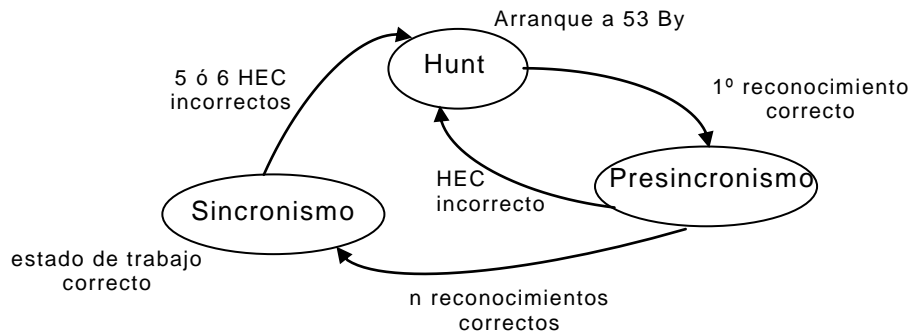 Arranque a 53 By
Hunt
5 ó 6 HEC
incorrectos
1º reconocimiento
correcto
HEC
incorrecto
Presincronismo
Sincronismo
estado de trabajo
correcto
n reconocimientos
correctos